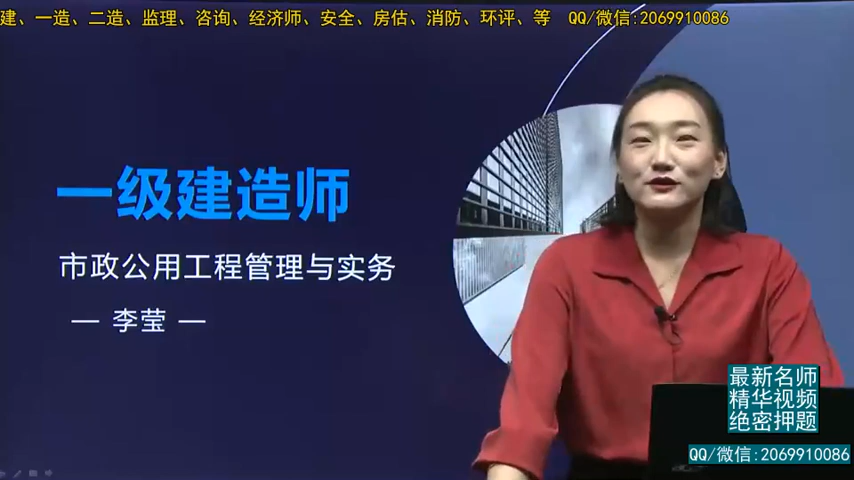 建、一造、二造、监理、咨询、经济师、安全、房估、消防、环评、等 QQ/微信:2069910086
一级建造师
市政公用工程管理与实务
— 李莹 —
最新名师
精华视频
绝密押题
QQ/微信:2069910086